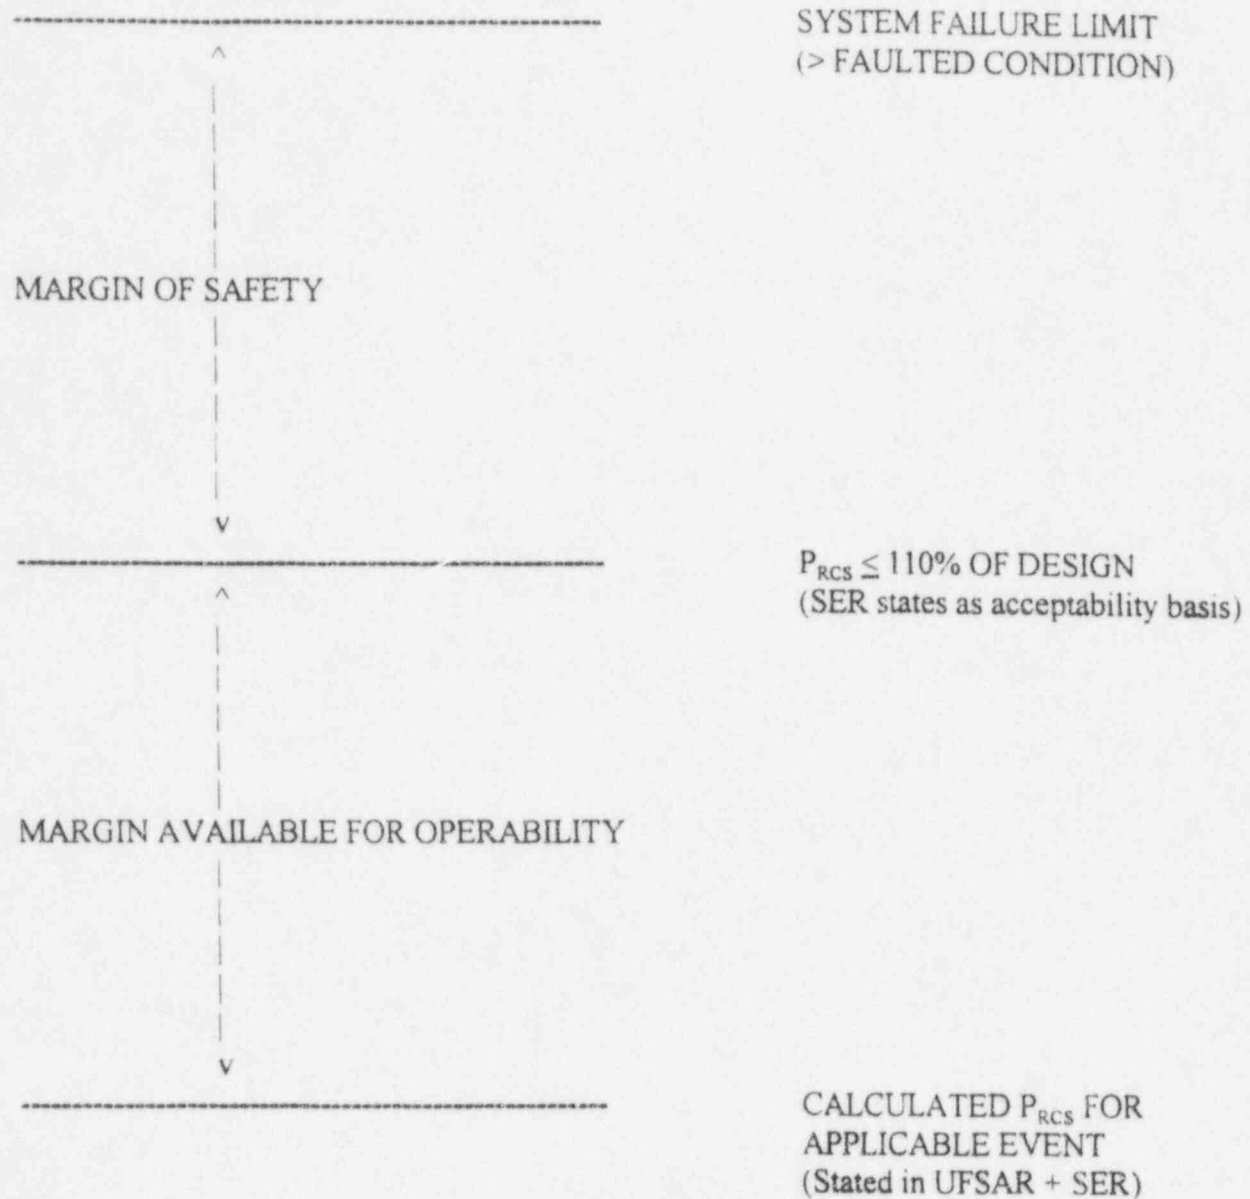 SYSTEM FAILURE LIMIT
(> FAULTED CONDITION)
MARGIN OF SAFETY
P_RCS ≤ 110% OF DESIGN
(SER states as acceptability basis)
MARGIN AVAILABLE FOR OPERABILITY
CALCULATED P_RCS FOR
APPLICABLE EVENT
(Stated in UFSAR + SER)